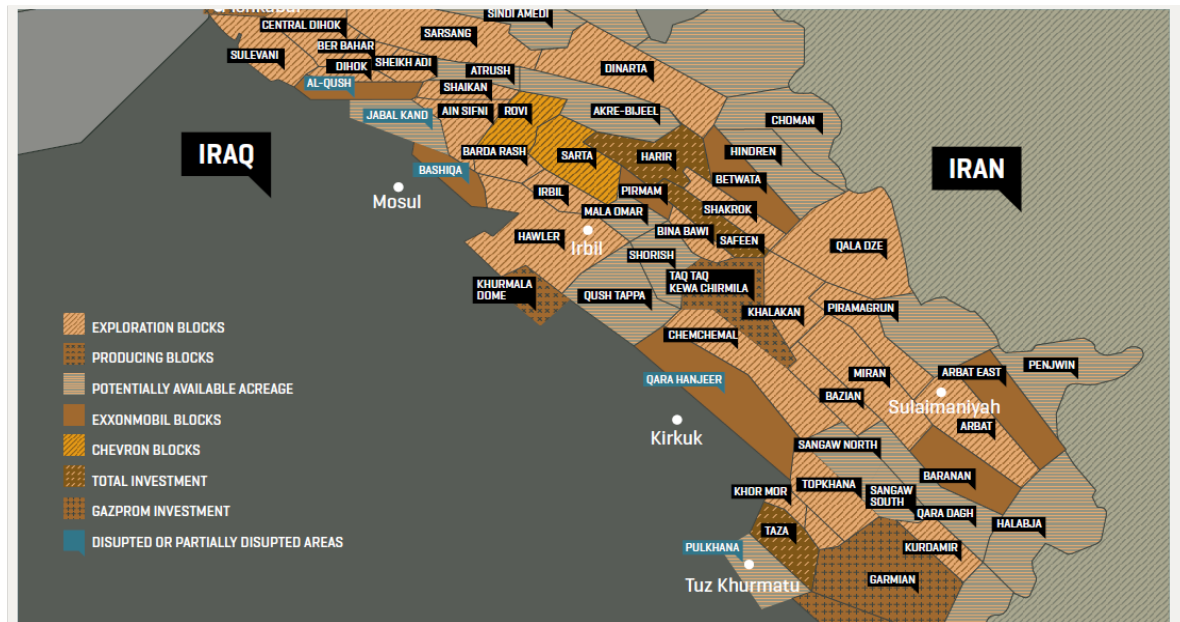 SINDI AMEDI
CENTRAL DIHOK
SARSANG
BER BAHAR
SULEVANI
DIHOK
SHEIKH ADI
ATRUSH
DINARTA
AL-QUSH
SHAIKAN
JABAL KAND
AIN SIFNI
ROVI
AKRE-BIJEEL
CHOMAN
IRAQ
BARDA RASH
SARTA
HARIR
HINDREN
IRAN
BASHIQA
BETWATA
Mosul
IRBIL
PIRMAM
MALA OMAR
SHAKROK
HAWLER
Irbil
BINA BAWI
SAFEEN
QALA DZE
SHORISH
KHURMALA
DOME
QUSH TAPPA
TAQ TAQ
KEWA CHIRMILA
KHALAKAN
PIRAMAGRUN
CHEMCHEMAL
QARA HANJEER
MIRAN
ARBAT EAST
PENJWIN
BAZIAN
Sulaimaniyah
Kirkuk
ARBAT
SANGAW NORTH
BARANAN
KHOR MOR
TOPKHANA
SANGAW
SOUTH
QARA DAGH
HALABJA
TAZA
PULKHANA
KURDAMIR
Tuz Khurmatu
GARMIAN
EXPLORATION BLOCKS
PRODUCING BLOCKS
POTENTIALLY AVAILABLE ACREAGE
EXXONMOBIL BLOCKS
CHEVRON BLOCKS
TOTAL INVESTMENT
GAZPROM INVESTMENT
DISUPTED OR PARTIALLY DISUPTED AREAS